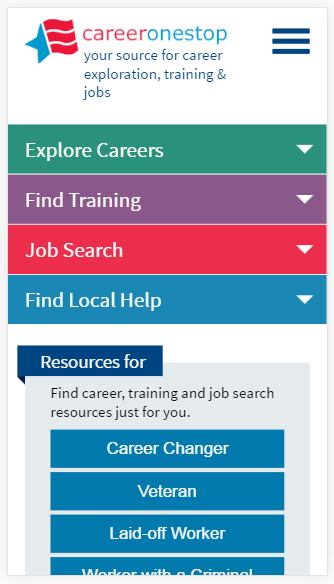 careeronestop
your source for career
exploration, training &
jobs
Explore Careers
Find Training
Job Search
Find Local Help
Resources for
Find career, training and job search
resources just for you.
Career Changer
Veteran
Laid-off Worker
Worker with a Criminal